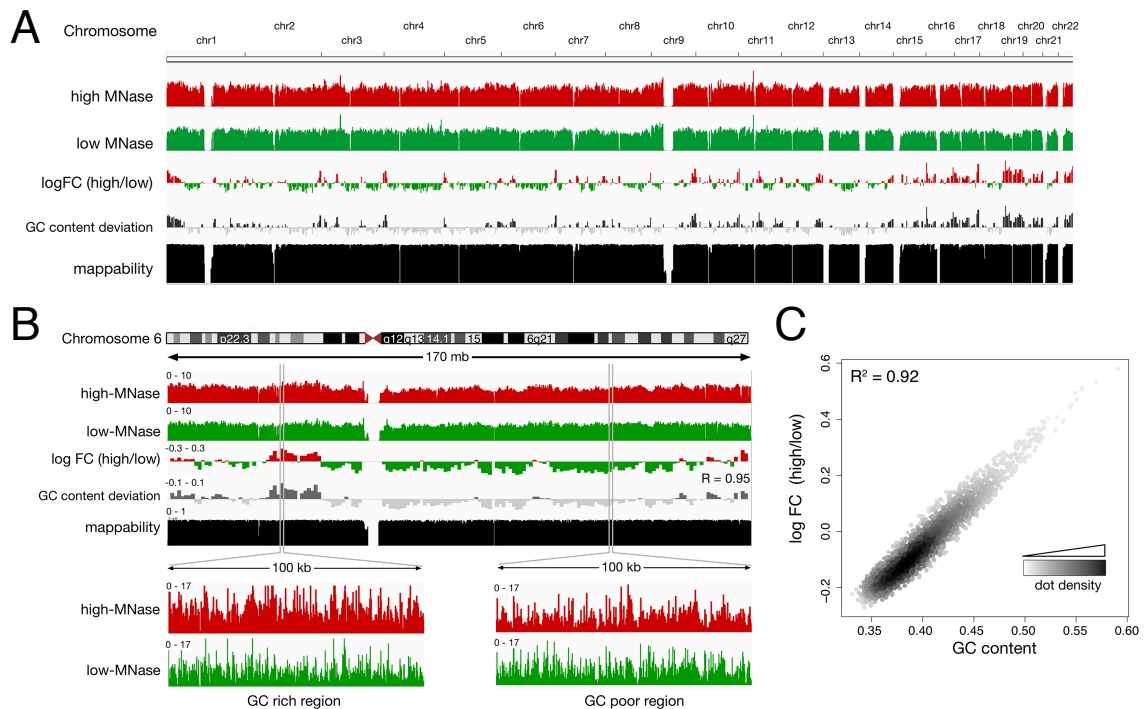 A
Chromosome
chr2 chr4 chr6 chr8 chr10 chr12 chr14 chr16 chr18 chr20 chr22
chr1 chr3 chr5 chr7 chr9 chr11 chr13 chr15 chr17 chr19 chr21
high MNase
low MNase
logFC (high/low)
GC content deviation
mappability
B
Chromosome 6 p22.3 q12 q13 14.1 15 6q21 q27
170 mb
0 - 10
high-MNase
0 - 10
low-MNase
-0.3 - 0.3
log FC (high/low)
-0.1 - 0.1 R = 0.95
GC content deviation
0 - 1
mappability
100 kb 100 kb
0 - 17 0 - 17
high-MNase
0 - 17 0 - 17
low-MNase
GC rich region GC poor region
C
R² = 0.92
log FC (high/low)
0.6
0.4
0.2
0.0
-0.2
dot density
0.35 0.40 0.45 0.50 0.55 0.60
GC content